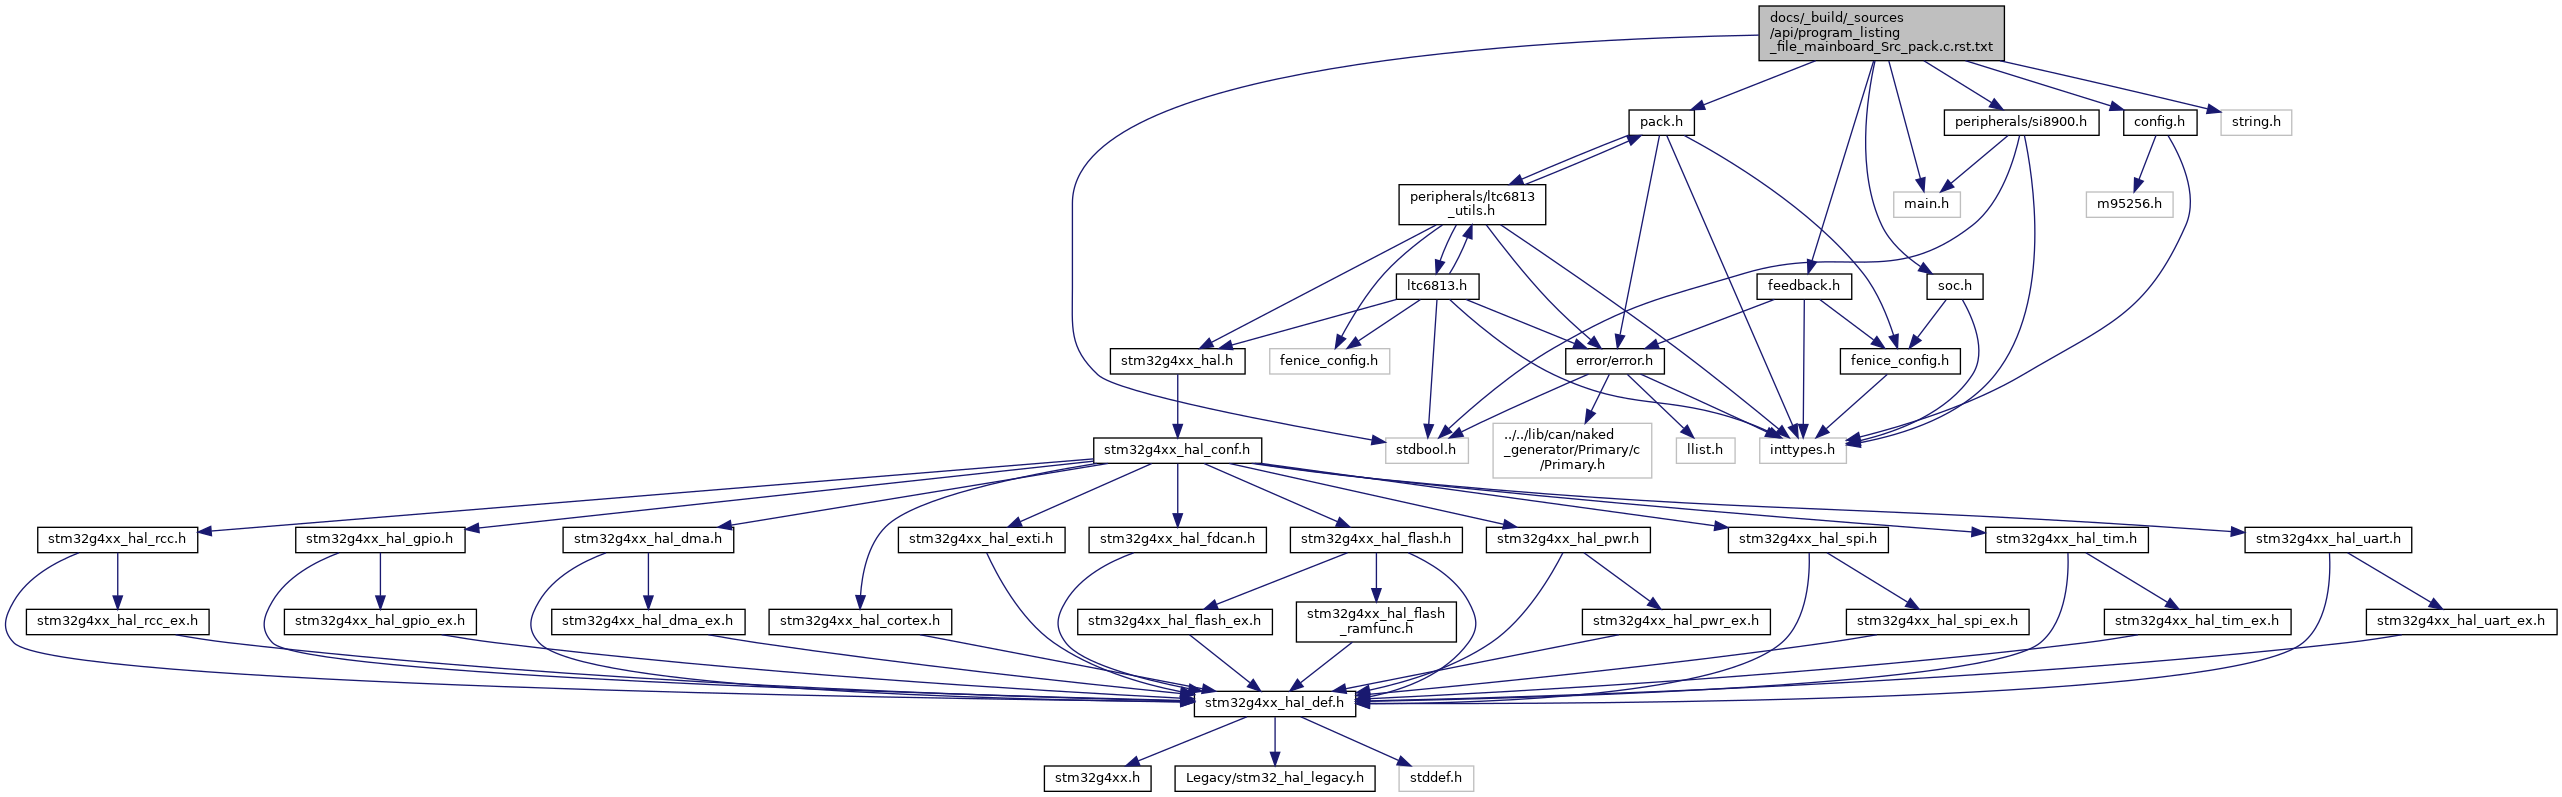 docs/_build/_sources
/api/program_listing
_file_mainboard_Src_pack.c.rst.txt
pack.h
peripherals/si8900.h
config.h
string.h
peripherals/ltc6813
_utils.h
main.h
m95256.h
ltc6813.h
feedback.h
soc.h
stm32g4xx_hal.h
fenice_config.h
error/error.h
fenice_config.h
stm32g4xx_hal_conf.h
stdbool.h
../../lib/can/naked
_generator/Primary/c
/Primary.h
llist.h
inttypes.h
stm32g4xx_hal_rcc.h
stm32g4xx_hal_gpio.h
stm32g4xx_hal_dma.h
stm32g4xx_hal_exti.h
stm32g4xx_hal_fdcan.h
stm32g4xx_hal_flash.h
stm32g4xx_hal_pwr.h
stm32g4xx_hal_spi.h
stm32g4xx_hal_tim.h
stm32g4xx_hal_uart.h
stm32g4xx_hal_rcc_ex.h
stm32g4xx_hal_gpio_ex.h
stm32g4xx_hal_dma_ex.h
stm32g4xx_hal_cortex.h
stm32g4xx_hal_flash_ex.h
stm32g4xx_hal_flash
_ramfunc.h
stm32g4xx_hal_pwr_ex.h
stm32g4xx_hal_spi_ex.h
stm32g4xx_hal_tim_ex.h
stm32g4xx_hal_uart_ex.h
stm32g4xx_hal_def.h
stm32g4xx.h
Legacy/stm32_hal_legacy.h
stddef.h